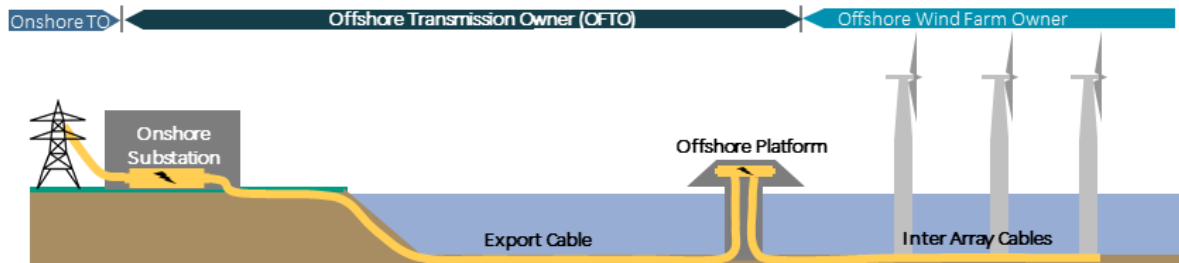 Onshore TO
Offshore Transmission Owner (OFTO)
Offshore Wind Farm Owner
Onshore
Substation
Offshore Platform
Export Cable
Inter Array Cables